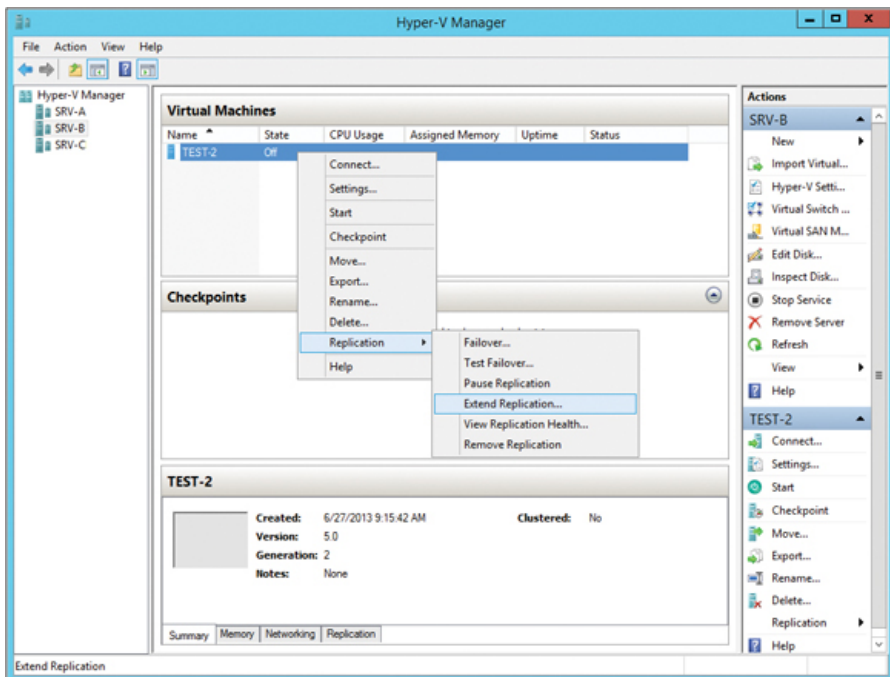 Hyper-V Manager
File Action View Help
Hyper-V Manager
SRV-A
SRV-B
SRV-C
Virtual Machines
Name State CPU Usage Assigned Memory Uptime Status
TEST-2 Off
Connect...
Settings...
Start
Checkpoint
Move...
Export...
Rename...
Delete...
Replication
Help
Checkpoints
Failover...
Test Failover...
Pause Replication
Extend Replication...
View Replication Health...
Remove Replication
TEST-2
Created: 6/27/2013 9:15:42 AM Clustered: No
Version: 5.0
Generation: 2
Notes: None
Summary Memory Networking Replication
Actions
SRV-B
New
Import Virtual...
Hyper-V Setti...
Virtual Switch ...
Virtual SAN M...
Edit Disk...
Inspect Disk...
Stop Service
Remove Server
Refresh
View
Help
TEST-2
Connect...
Settings...
Start
Checkpoint
Move...
Export...
Rename...
Delete...
Replication
Help
Extend Replication